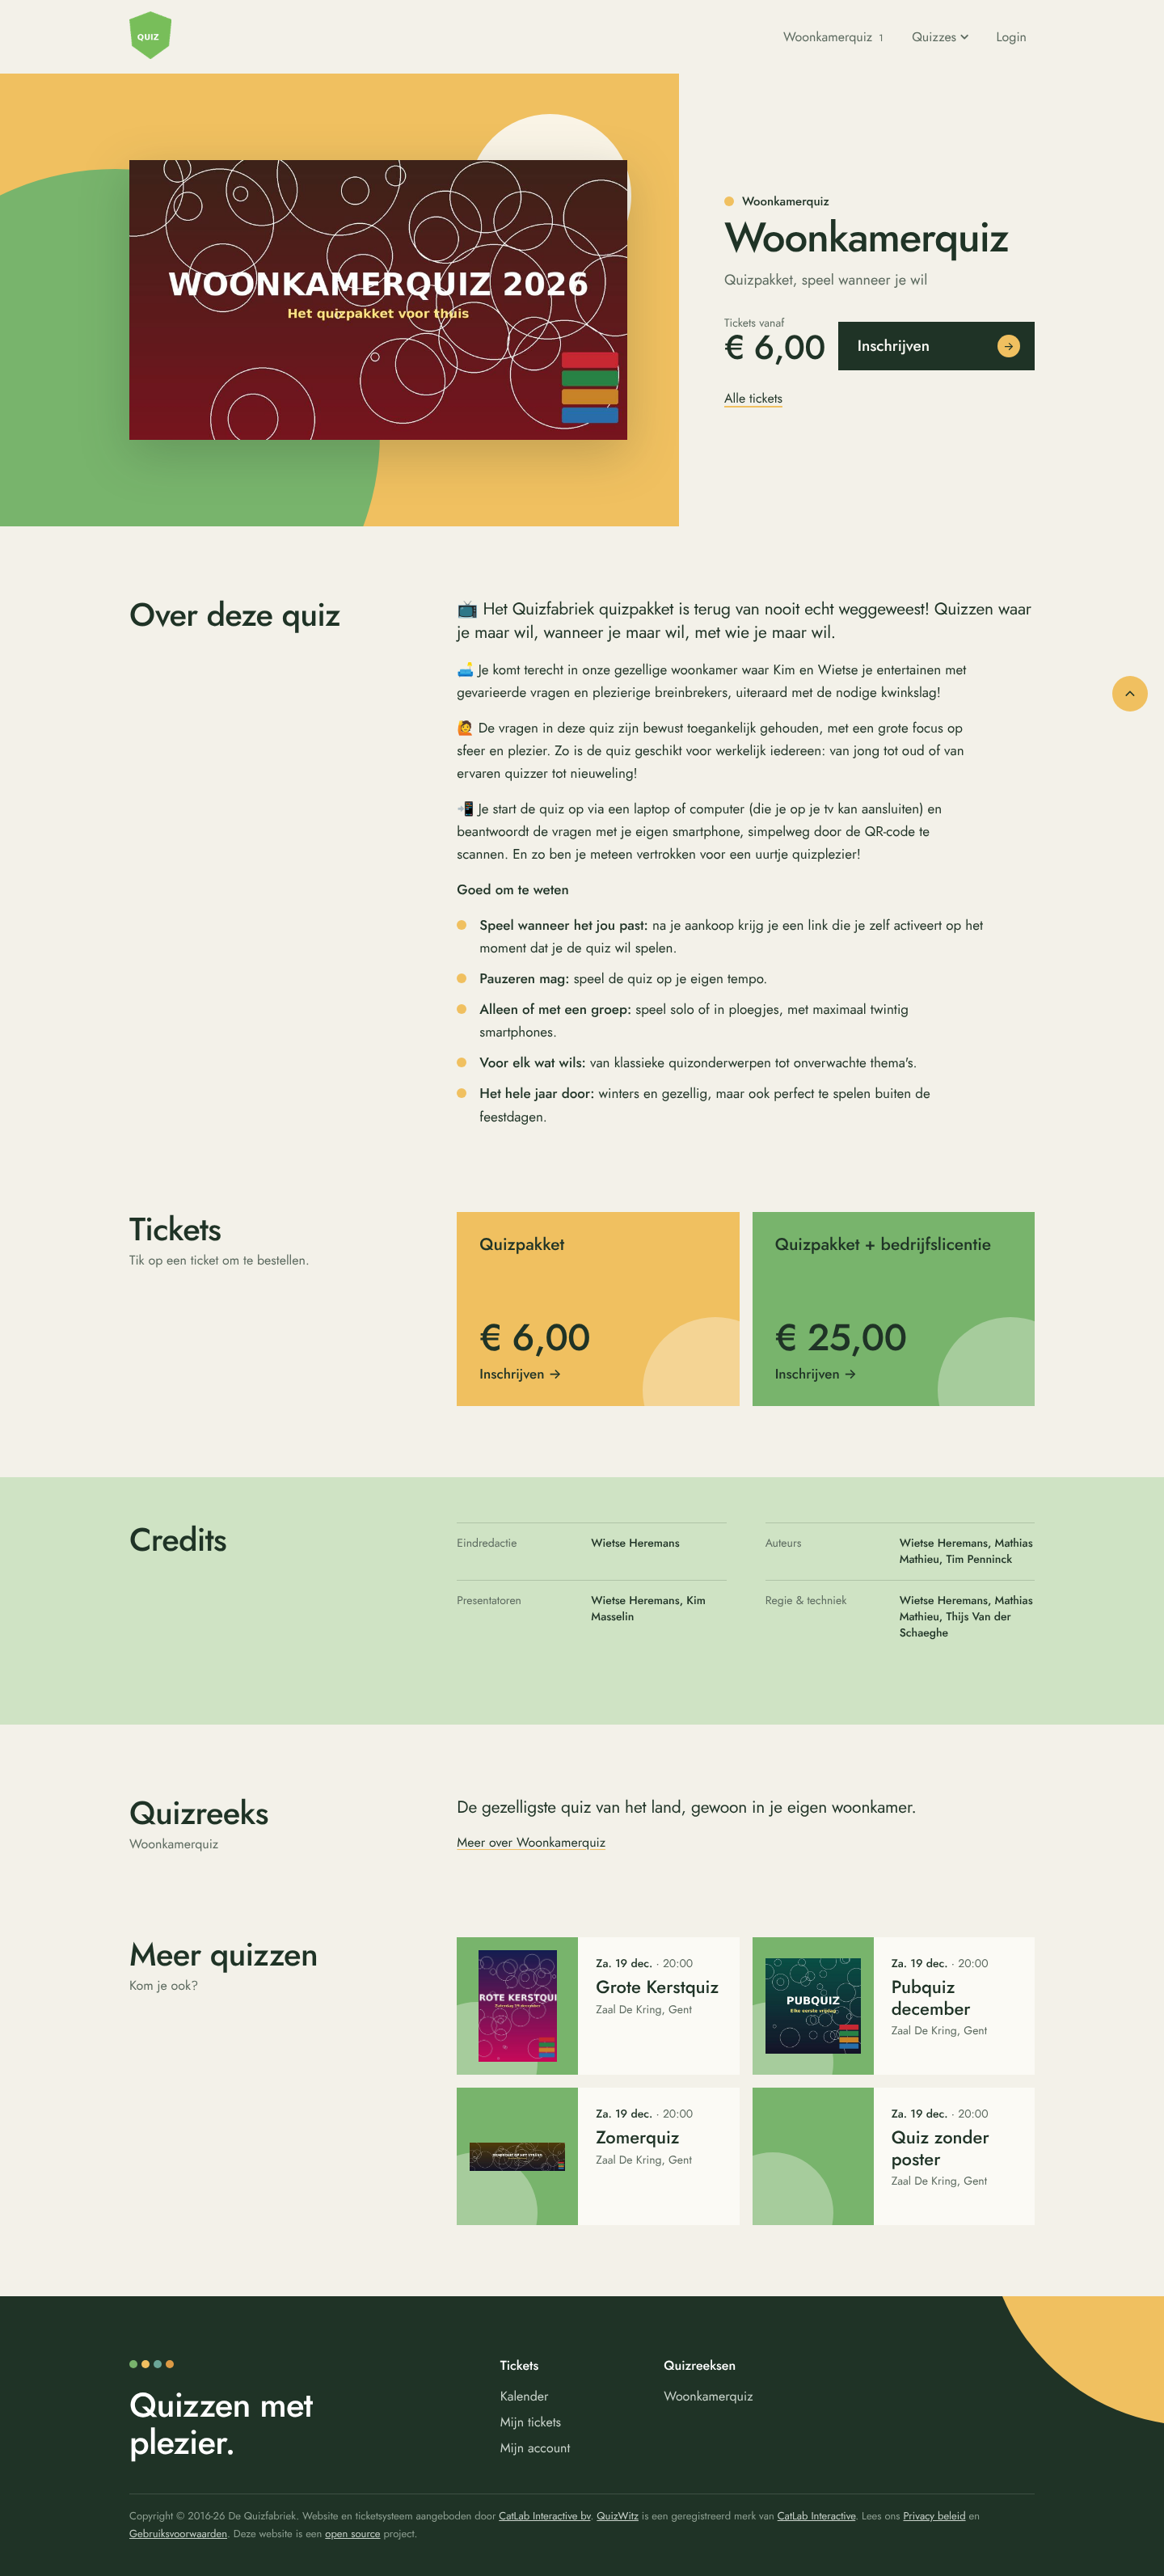 QUIZ
Woonkamerquiz 1
Quizzes
Login
WOONKAMERQUIZ 2026
Het quizpakket voor thuis
Woonkamerquiz
Woonkamerquiz
Quizpakket, speel wanneer je wil
Tickets vanaf
€ 6,00
Inschrijven
Alle tickets
Over deze quiz
📺 Het Quizfabriek quizpakket is terug van nooit echt weggeweest! Quizzen waar
je maar wil, wanneer je maar wil, met wie je maar wil.
🛋️ Je komt terecht in onze gezellige woonkamer waar Kim en Wietse je entertainen met
gevarieerde vragen en plezierige breinbrekers, uiteraard met de nodige kwinkslag!
🙋 De vragen in deze quiz zijn bewust toegankelijk gehouden, met een grote focus op
sfeer en plezier. Zo is de quiz geschikt voor werkelijk iedereen: van jong tot oud of van
ervaren quizzer tot nieuweling!
📲 Je start de quiz op via een laptop of computer (die je op je tv kan aansluiten) en
beantwoordt de vragen met je eigen smartphone, simpelweg door de QR-code te
scannen. En zo ben je meteen vertrokken voor een uurtje quizplezier!
Goed om te weten
Speel wanneer het jou past: na je aankoop krijg je een link die je zelf activeert op het
moment dat je de quiz wil spelen.
Pauzeren mag: speel de quiz op je eigen tempo.
Alleen of met een groep: speel solo of in ploegjes, met maximaal twintig
smartphones.
Voor elk wat wils: van klassieke quizonderwerpen tot onverwachte thema's.
Het hele jaar door: winters en gezellig, maar ook perfect te spelen buiten de
feestdagen.
Tickets
Tik op een ticket om te bestellen.
Quizpakket
€ 6,00
Inschrijven →
Quizpakket + bedrijfslicentie
€ 25,00
Inschrijven →
Credits
Eindredactie
Wietse Heremans
Auteurs
Wietse Heremans, Mathias
Mathieu, Tim Penninck
Presentatoren
Wietse Heremans, Kim
Masselin
Regie & techniek
Wietse Heremans, Mathias
Mathieu, Thijs Van der
Schaeghe
Quizreeks
Woonkamerquiz
De gezelligste quiz van het land, gewoon in je eigen woonkamer.
Meer over Woonkamerquiz
Meer quizzen
Kom je ook?
ROTE KERSTQUI
Za. 19 dec. · 20:00
Grote Kerstquiz
Zaal De Kring, Gent
PUBQUIZ
Elke eerste vrijdag
Za. 19 dec. · 20:00
Pubquiz
december
Zaal De Kring, Gent
Za. 19 dec. · 20:00
Zomerquiz
Zaal De Kring, Gent
Za. 19 dec. · 20:00
Quiz zonder
poster
Zaal De Kring, Gent
Quizzen met
plezier.
Tickets
Kalender
Mijn tickets
Mijn account
Quizreeksen
Woonkamerquiz
Copyright © 2016-26 De Quizfabriek. Website en ticketsysteem aangeboden door CatLab Interactive bv. QuizWitz is een geregistreerd merk van CatLab Interactive. Lees ons Privacy beleid en
Gebruiksvoorwaarden. Deze website is een open source project.